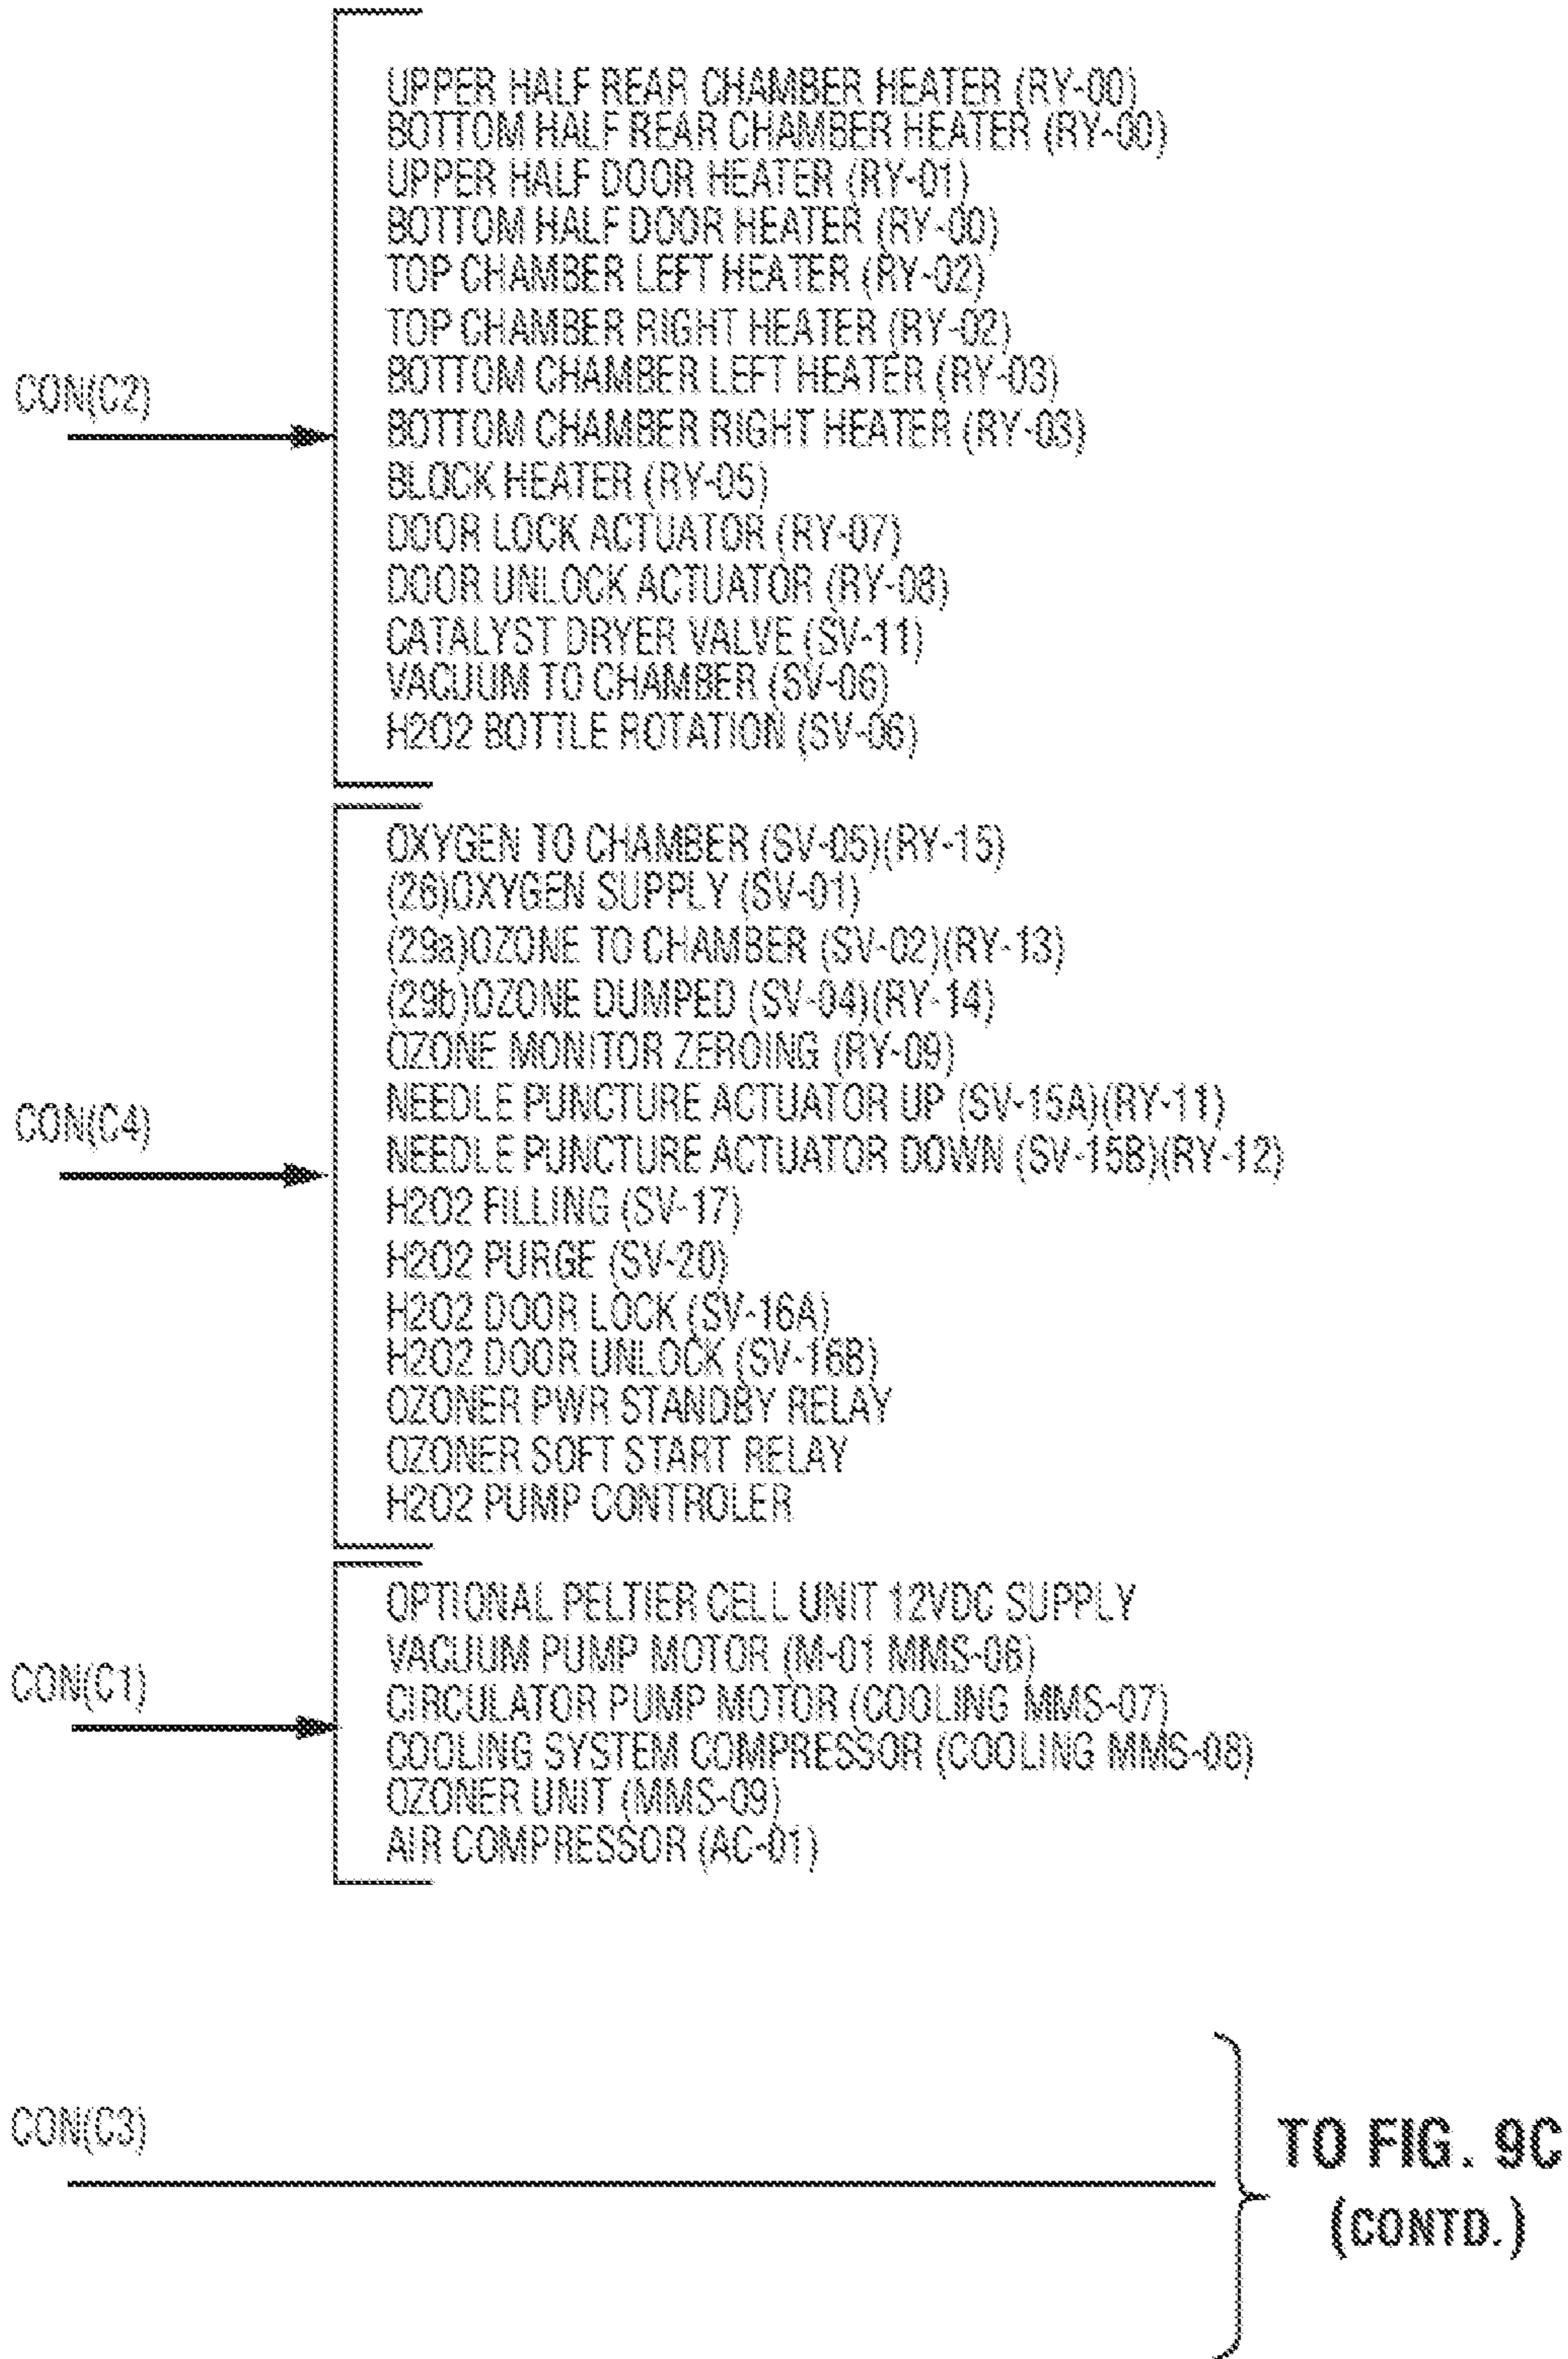 UPPER HALF REAR CHAMBER HEATER (RY-00)
BOTTOM HALF REAR CHAMBER HEATER (RY-00)
UPPER HALF DOOR HEATER (RY-01)
BOTTOM HALF DOOR HEATER (RY-00)
TOP CHAMBER LEFT HEATER (RY-02)
TOP CHAMBER RIGHT HEATER (RY-02)
BOTTOM CHAMBER LEFT HEATER (RY-03)
CON(C2)
BOTTOM CHAMBER RIGHT HEATER (RY-03)
BLOCK HEATER (RY-05)
DOOR LOCK ACTUATOR (RY-07)
DOOR UNLOCK ACTUATOR (RY-08)
CATALYST DRYER VALVE (SV-11)
VACUUM TO CHAMBER (SV-06)
H2O2 BOTTLE ROTATION (SV-06)
OXYGEN TO CHAMBER (SV-05)(RY-15)
(26)OXYGEN SUPPLY (SV-01)
(29a)OZONE TO CHAMBER (SV-02)(RY-13)
(29b)OZONE DUMPED (SV-04)(RY-14)
OZONE MONITOR ZEROING (RY-09)
NEEDLE PUNCTURE ACTUATOR UP (SV-15A)(RY-11)
CON(C4)
NEEDLE PUNCTURE ACTUATOR DOWN (SV-15B)(RY-12)
H2O2 FILLING (SV-17)
H2O2 PURGE (SV-20)
H2O2 DOOR LOCK (SV-16A)
H2O2 DOOR UNLOCK (SV-16B)
OZONER PWR STANDBY RELAY
OZONER SOFT START RELAY
H2O2 PUMP CONTROLER
OPTIONAL PELTIER CELL UNIT 12VDC SUPPLY
VACUUM PUMP MOTOR (M-01 MMS-06)
CON(C1)
CIRCULATOR PUMP MOTOR (COOLING MMS-07)
COOLING SYSTEM COMPRESSOR (COOLING MMS-08)
OZONER UNIT (MMS-09)
AIR COMPRESSOR (AC-01)
CON(C3)
TO FIG. 9C
(CONTD.)